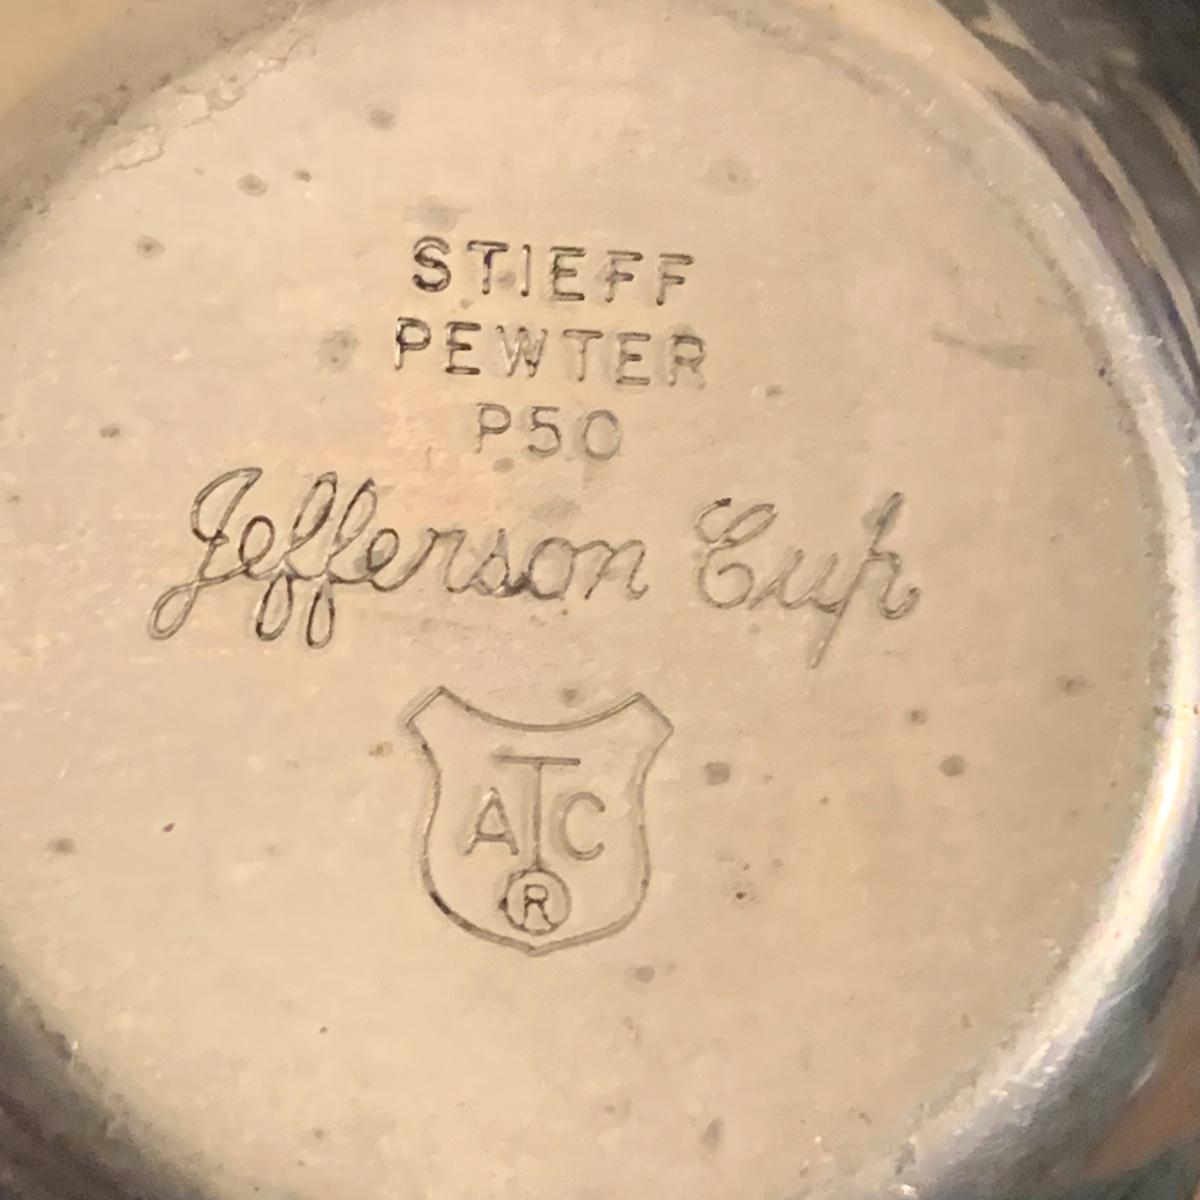 STIEFF
PEWTER
P50
Jefferson Cup
ATC
®